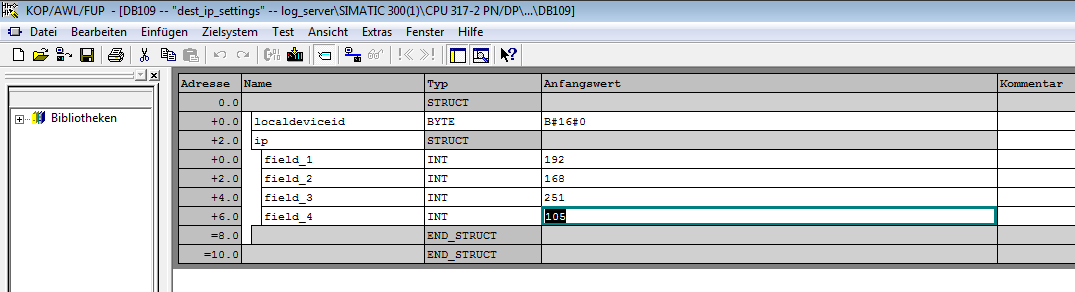 KOP/AWL/FUP - [DB109 -- "dest_ip_settings" -- log_server\SIMATIC 300(1)\CPU 317-2 PN/DP\...\DB109]
Datei Bearbeiten Einfügen Zielsystem Test Ansicht Extras Fenster Hilfe
Bibliotheken
Adresse Name Typ Anfangswert Kommentar
0.0 STRUCT
+0.0 localdeviceid BYTE B#16#0
+2.0 ip STRUCT
+0.0 field_1 INT 192
+2.0 field_2 INT 168
+4.0 field_3 INT 251
+6.0 field_4 INT 105
=8.0 END_STRUCT
=10.0 END_STRUCT